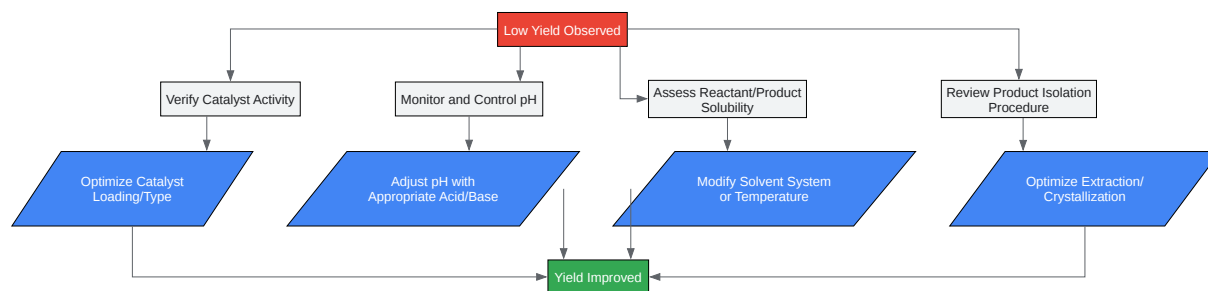 Low Yield Observed
Verify Catalyst Activity
Monitor and Control pH
Assess Reactant/Product
Solubility
Review Product Isolation
Procedure
Optimize Catalyst
Loading/Type
Adjust pH with
Appropriate Acid/Base
Modify Solvent System
or Temperature
Optimize Extraction/
Crystallization
Yield Improved